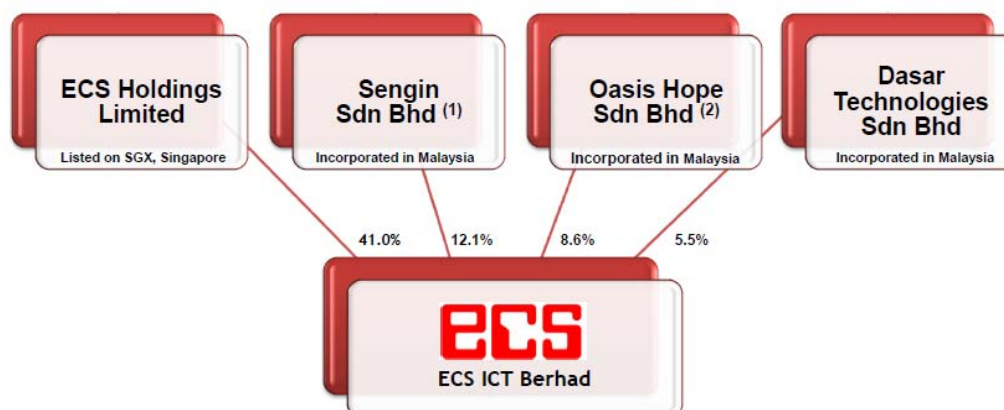 ECS Holdings
Limited
Listed on SGX, Singapore
Sengin
Sdn Bhd (1)
Incorporated in Malaysia
Oasis Hope
Sdn Bhd (2)
Incorporated in Malaysia
Dasar
Technologies
Sdn Bhd
Incorporated in Malaysia
41.0%
12.1%
8.6%
5.5%
ecs
ECS ICT Berhad